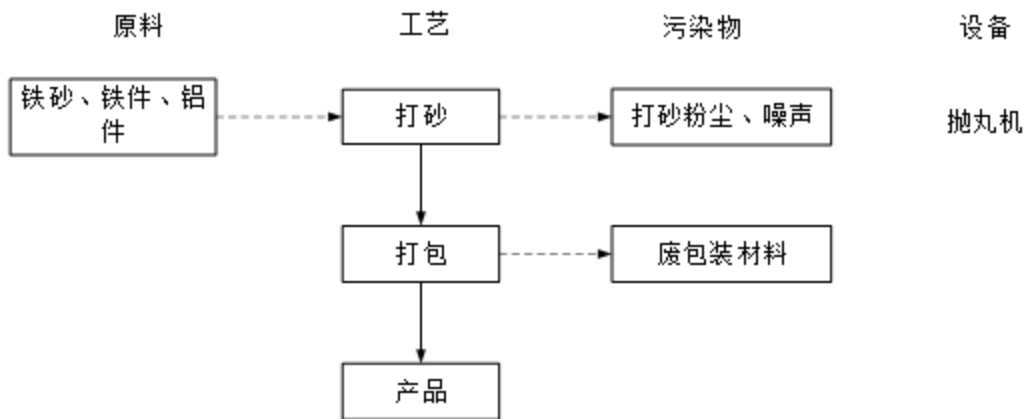 原料
工艺
污染物
设备
铁砂、铁件、铝
件
打砂
打砂粉尘、噪声
抛丸机
打包
废包装材料
产品